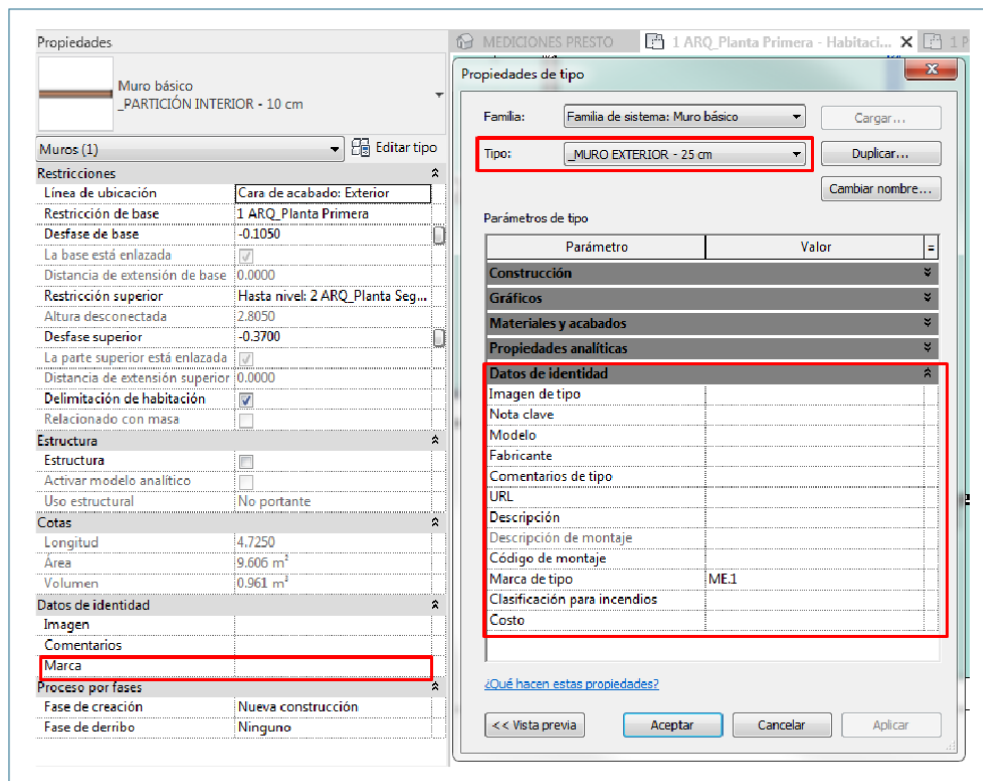 Propiedades
Muro básico
_PARTICIÓN INTERIOR - 10 cm
Muros (1)
Editar tipo
Restricciones
Línea de ubicación Cara de acabado: Exterior
Restricción de base 1 ARQ_Planta Primera
Desfase de base -0.1050
La base está enlazada
Distancia de extensión de base 0.0000
Restricción superior Hasta nivel: 2 ARQ_Planta Seg...
Altura desconectada 2.8050
Desfase superior -0.3700
La parte superior está enlazada
Distancia de extensión superior 0.0000
Delimitación de habitación
Relacionado con masa
Estructura
Estructura
Activar modelo analítico
Uso estructural No portante
Cotas
Longitud 4.7250
Área 9.606 m²
Volumen 0.961 m³
Datos de identidad
Imagen
Comentarios
Marca
Proceso por fases
Fase de creación Nueva construcción
Fase de derribo Ninguno
MEDICIONES PRESTO
1 ARQ_Planta Primera - Habitaci...
1 P
Propiedades de tipo
Familia: Familia de sistema: Muro básico Cargar...
Tipo: _MURO EXTERIOR - 25 cm Duplicar...
Cambiar nombre...
Parámetros de tipo
Parámetro Valor =
Construcción
Gráficos
Materiales y acabados
Propiedades analíticas
Datos de identidad
Imagen de tipo
Nota clave
Modelo
Fabricante
Comentarios de tipo
URL
Descripción
Descripción de montaje
Código de montaje
Marca de tipo ME.1
Clasificación para incendios
Costo
¿Qué hacen estas propiedades?
<< Vista previa Aceptar Cancelar Aplicar